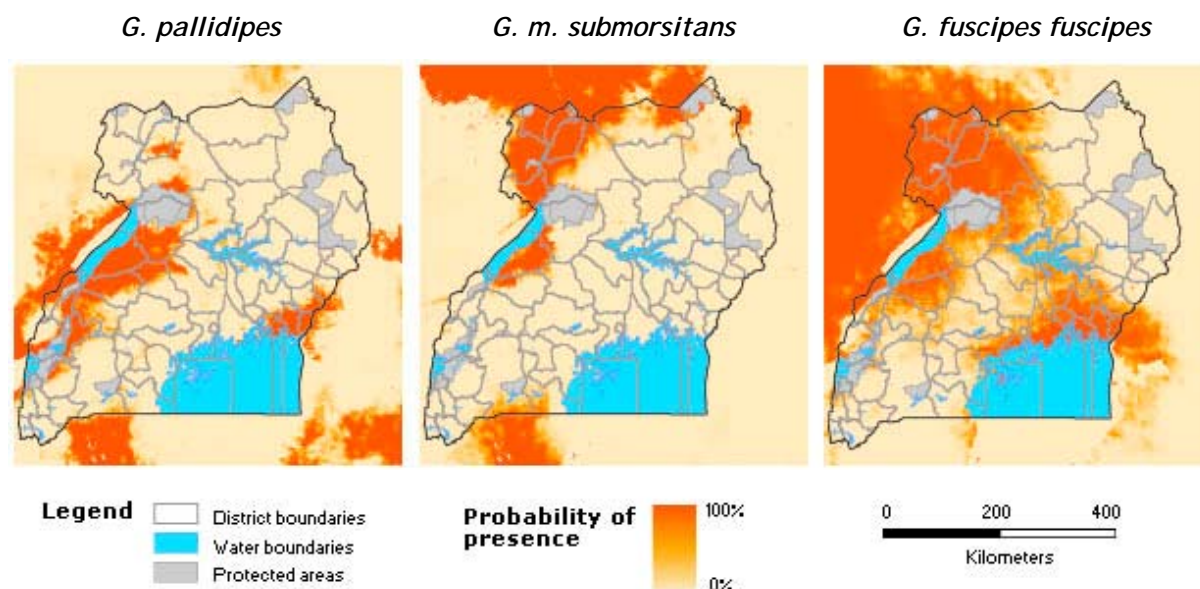 G. pallidipes
G. m. submorsitans
G. fuscipes fuscipes
Legend
District boundaries
Water boundaries
Protected areas
Probability of
presence
100%
0%
0 200 400
Kilometers